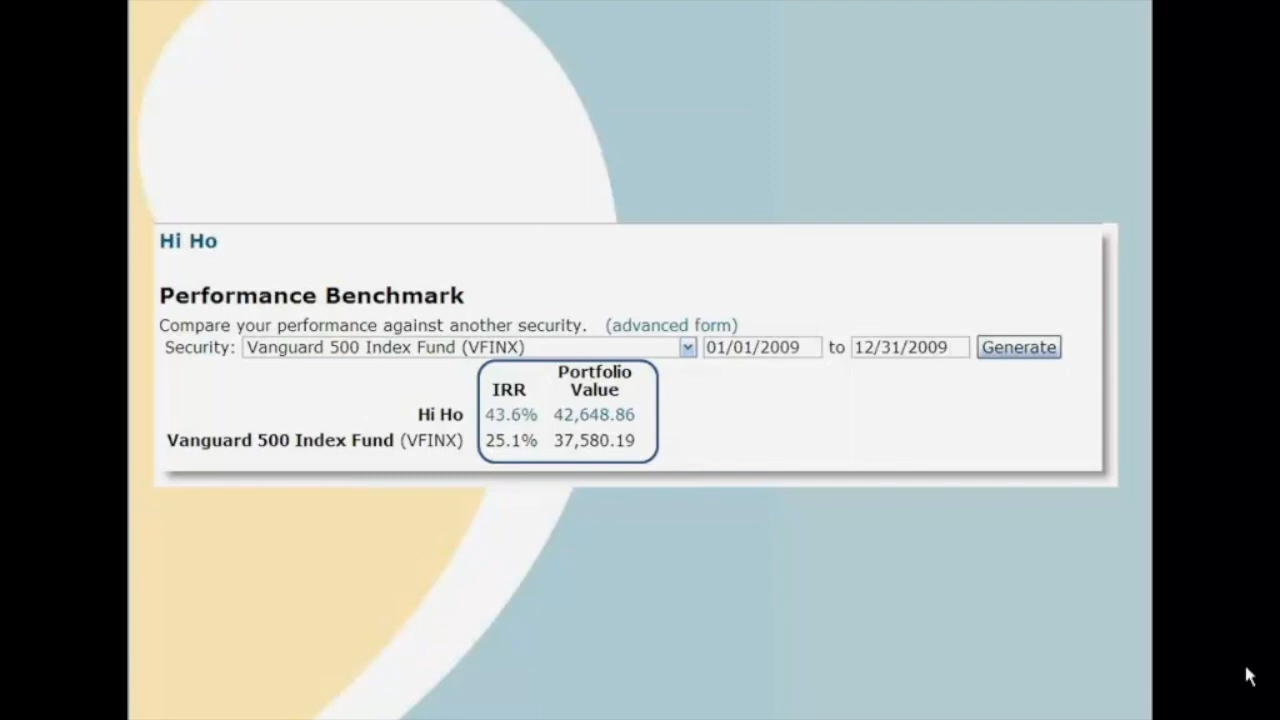 Hi Ho
Performance Benchmark
Compare your performance against another security. (advanced form)
Security: Vanguard 500 Index Fund (VFINX) 01/01/2009 to 12/31/2009 Generate
IRR Portfolio Value
Hi Ho 43.6% 42,648.86
Vanguard 500 Index Fund (VFINX) 25.1% 37,580.19